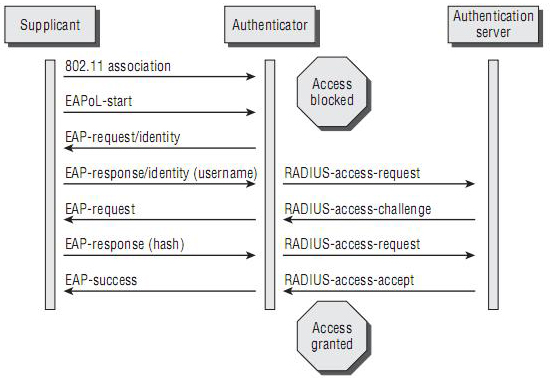 Supplicant
Authenticator
Authentication
server
802.11 association
Access
blocked
EAPoL-start
EAP-request/identity
EAP-response/identity (username)
RADIUS-access-request
EAP-request
RADIUS-access-challenge
EAP-response (hash)
RADIUS-access-request
EAP-success
RADIUS-access-accept
Access
granted